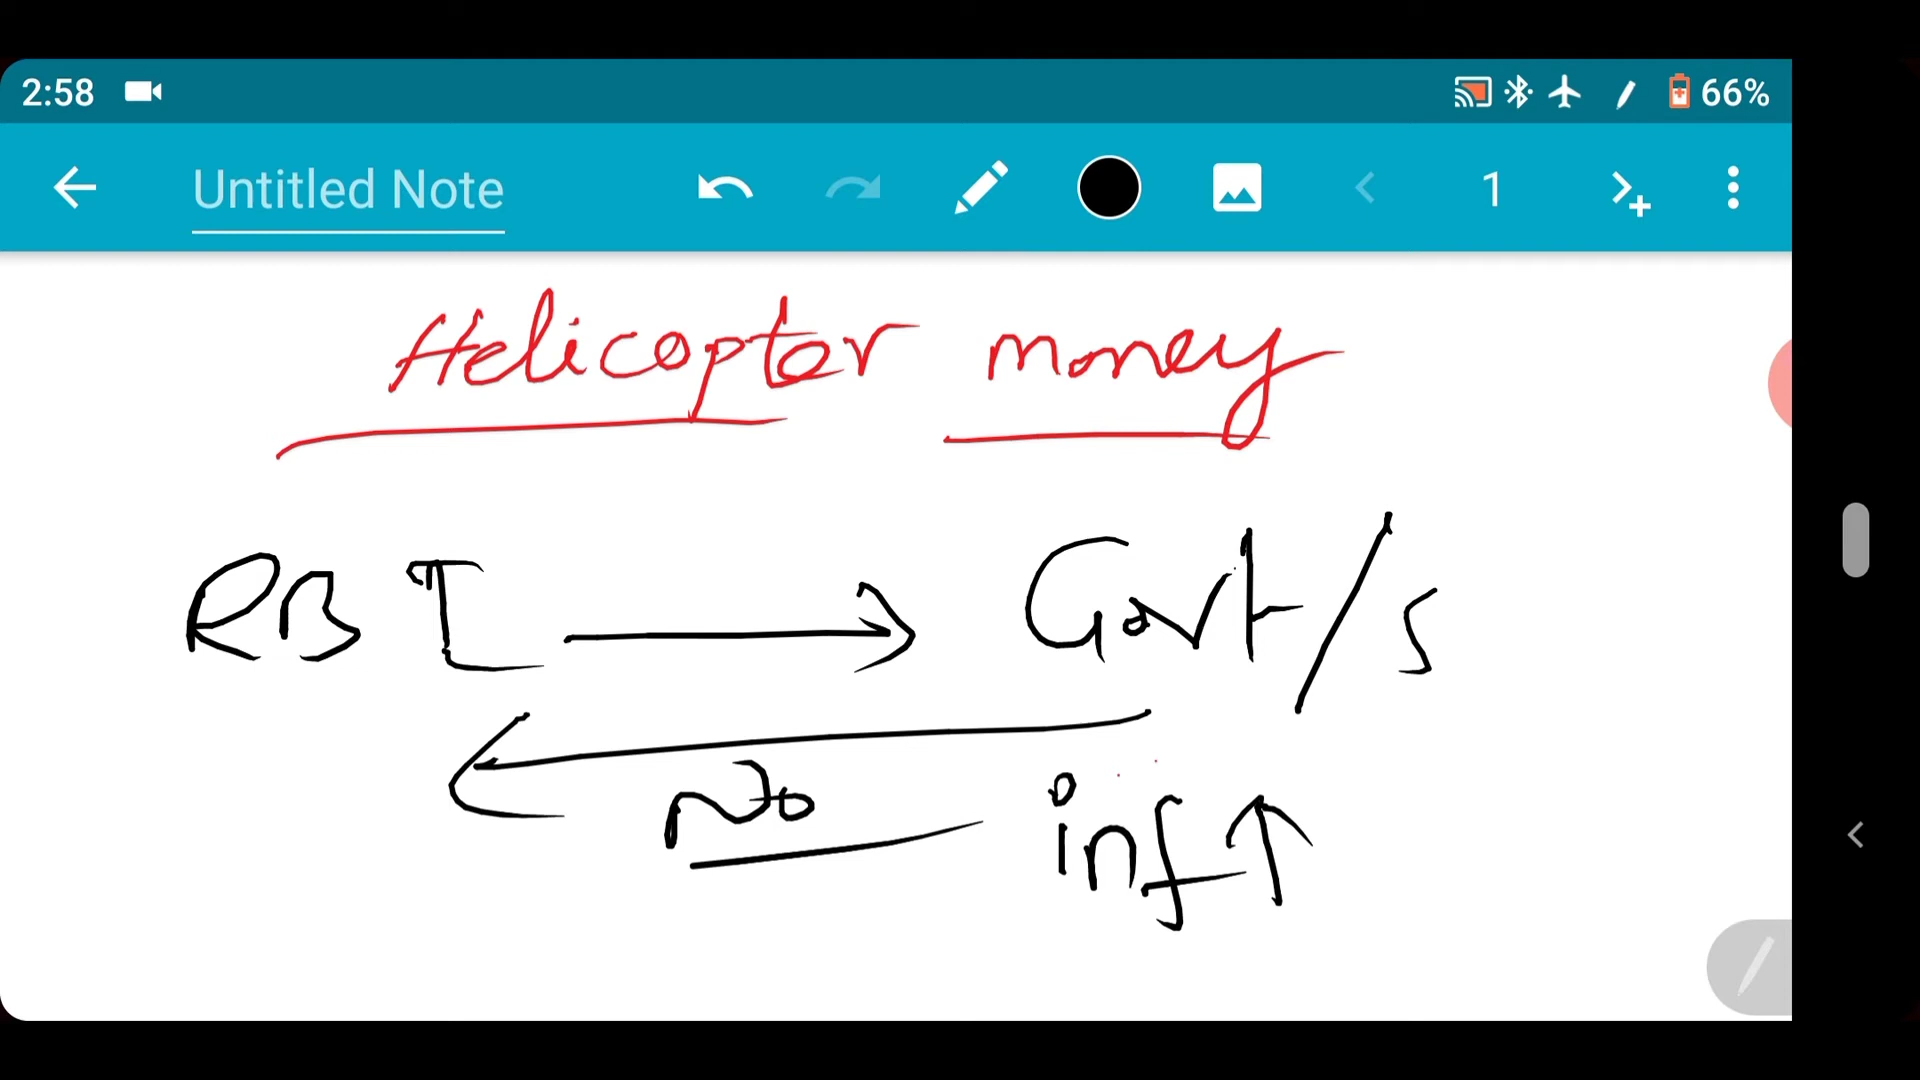 2:58 66%
Untitled Note 1
Helicopter money
RBI → Govt/s
← No inf↑